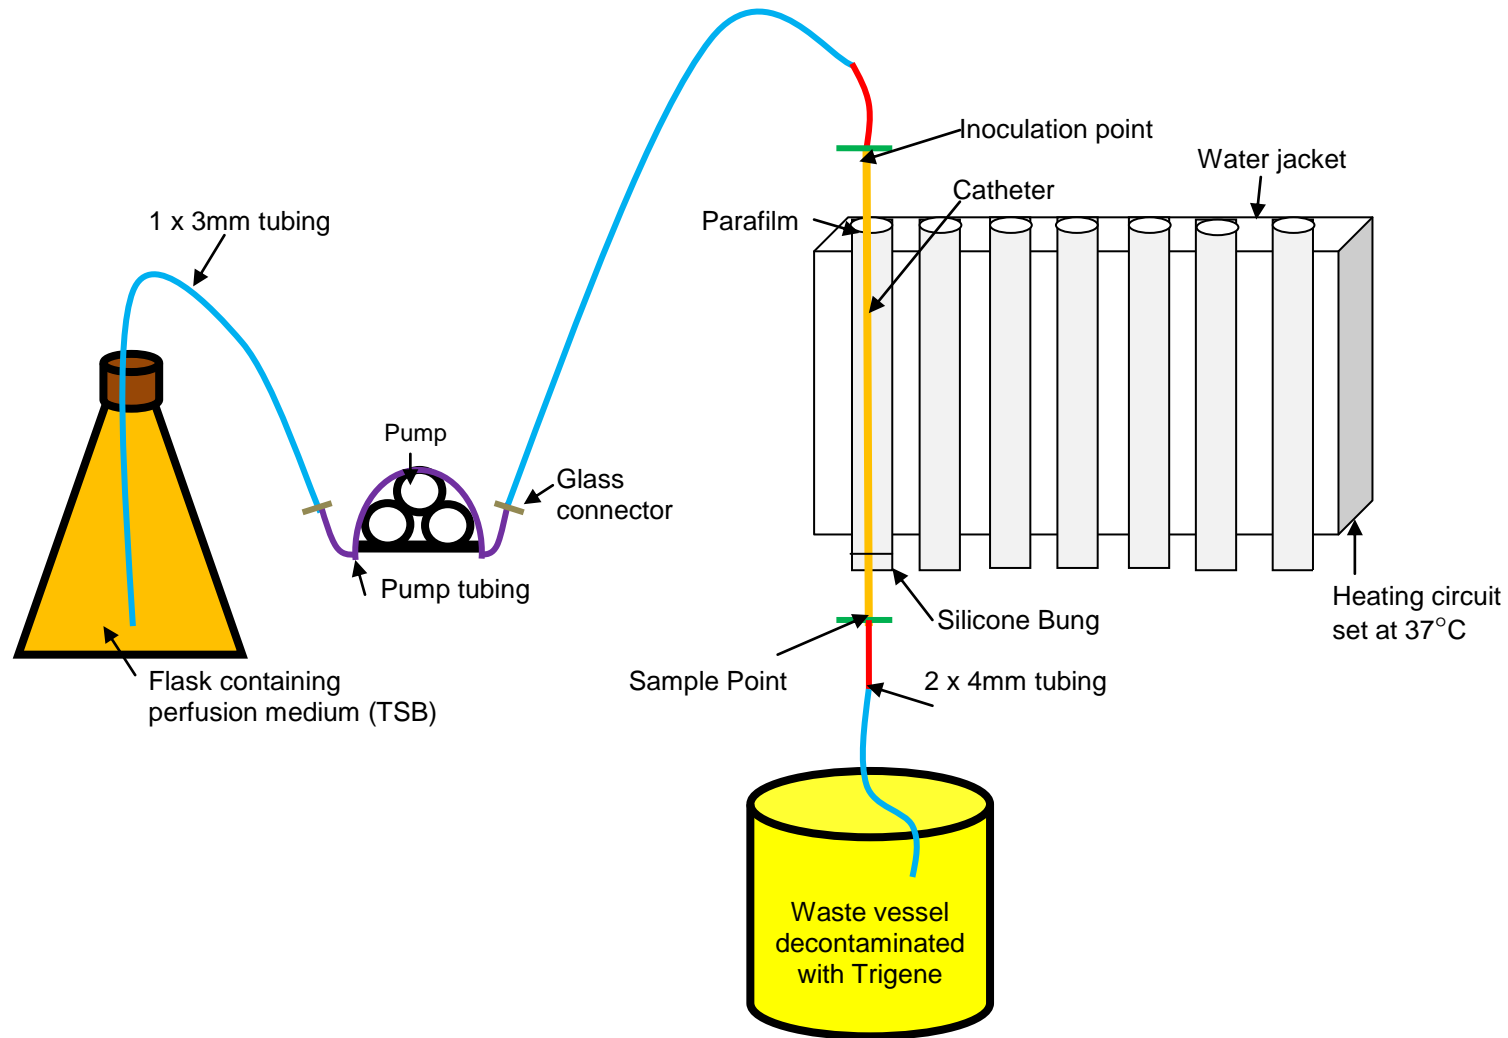 Inoculation point
Water jacket
Catheter
Parafilm
1 x 3mm tubing
Pump
Glass
connector
Pump tubing
Silicone Bung
Heating circuit
set at 37°C
Flask containing
perfusion medium (TSB)
Sample Point
2 x 4mm tubing
Waste vessel
decontaminated
with Trigene